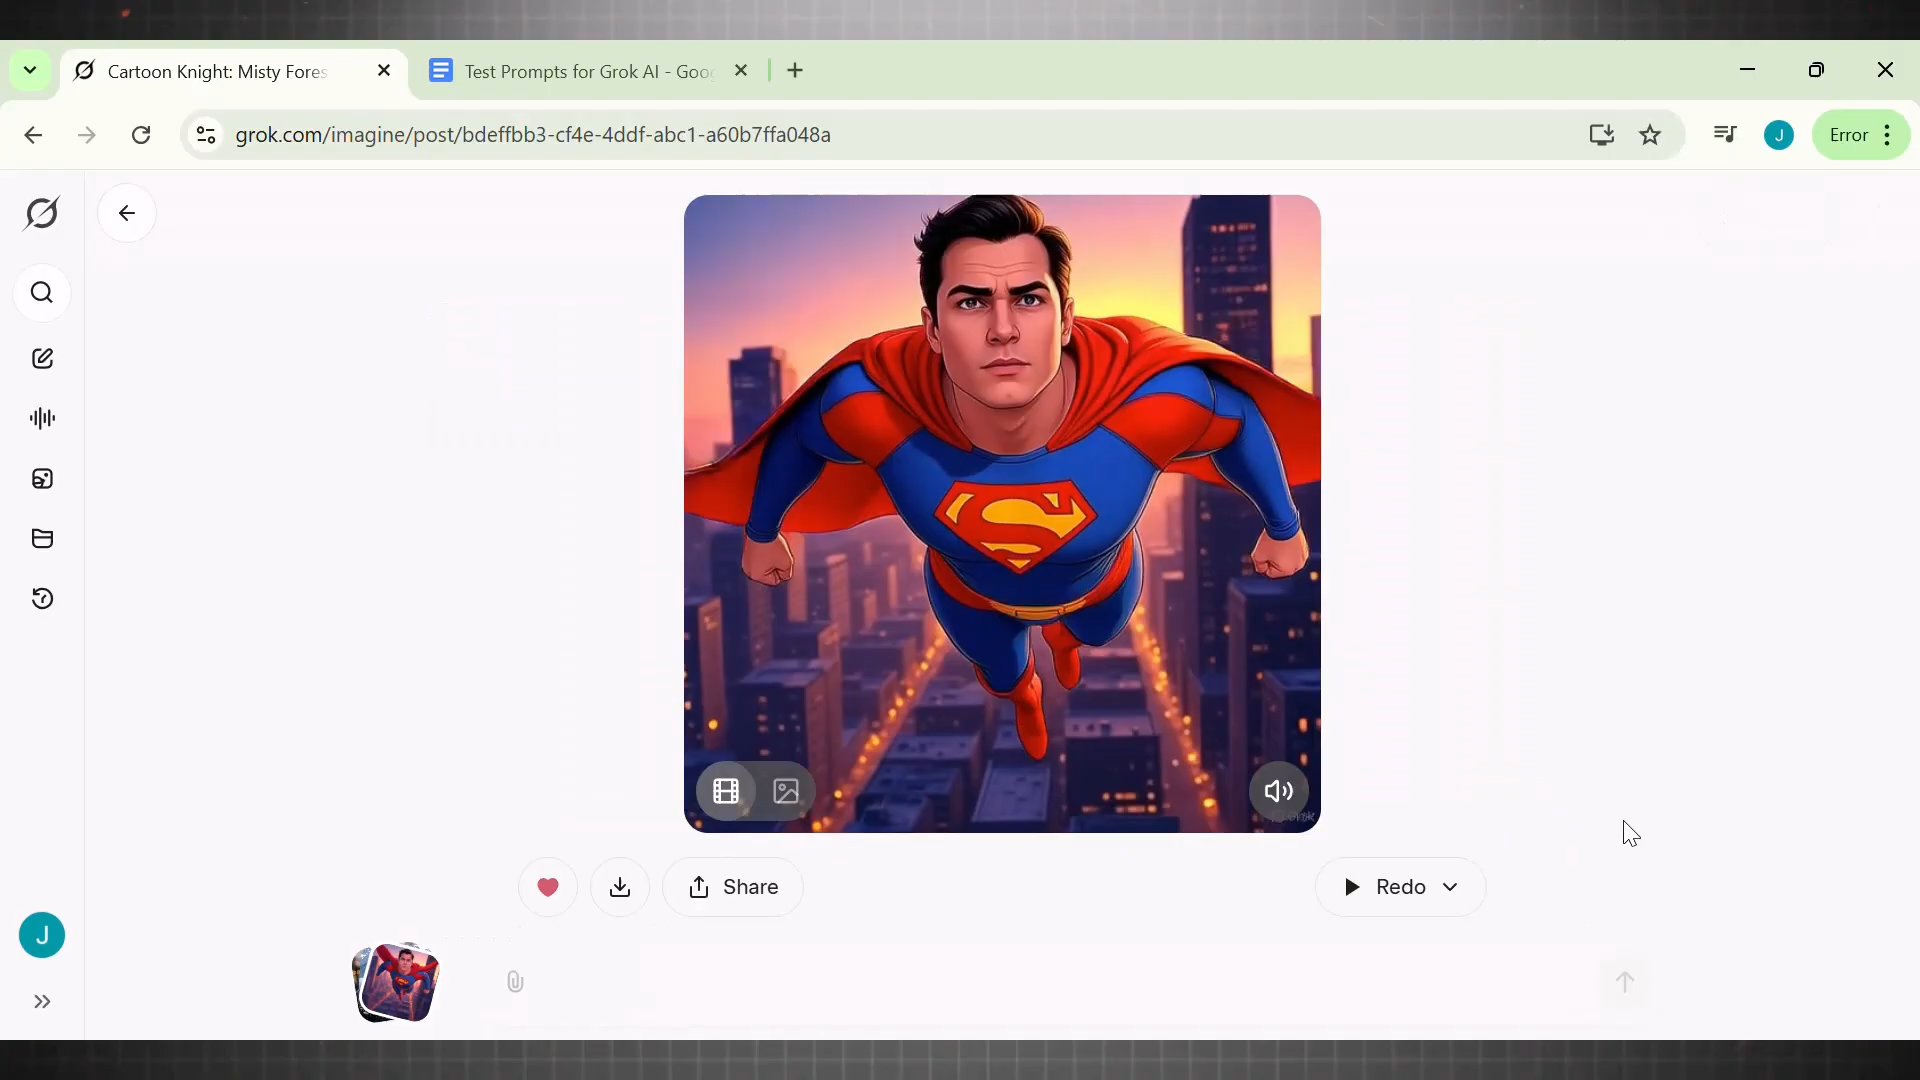 Cartoon Knight: Misty Fores
Test Prompts for Grok AI - Goo
grok.com/imagine/post/bdeffbb3-cf4e-4ddf-abc1-a60b7ffa048a
J
Error
S
Share
Redo
J